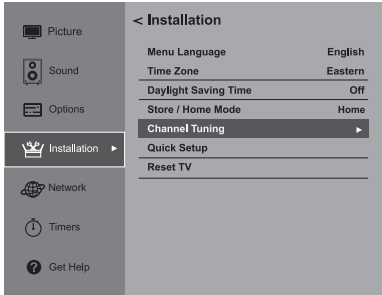 Picture
Sound
Options
Installation
Network
Timers
Get Help
< Installation
Menu Language English
Time Zone Eastern
Daylight Saving Time Off
Store / Home Mode Home
Channel Tuning
Quick Setup
Reset TV